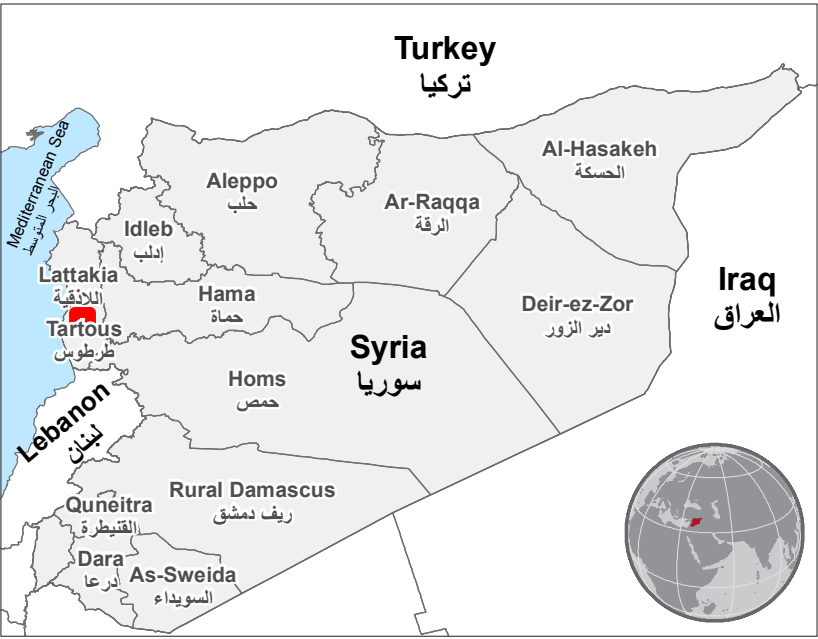 Turkey
تركيا
Mediterranean Sea
البحر المتوسط
Al-Hasakeh
الحسكة
Aleppo
حلب
Ar-Raqqa
الرقة
Idleb
إدلب
Lattakia
اللاذقية
Hama
حماة
Deir-ez-Zor
دير الزور
Iraq
العراق
Tartous
طرطوس
Syria
سوريا
Homs
حمص
Lebanon
لبنان
Rural Damascus
ريف دمشق
Quneitra
القنيطرة
Dara
درعا
As-Sweida
السويداء